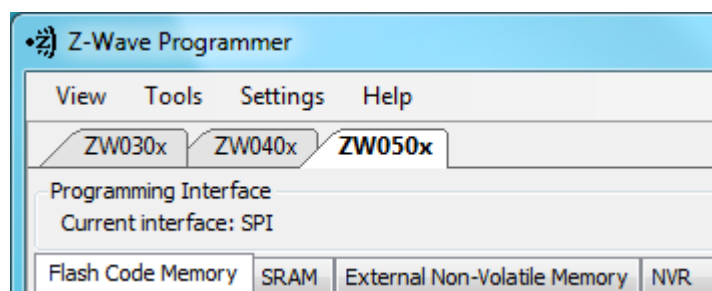 Z-Wave Programmer
View Tools Settings Help
ZW030x ZW040x ZW050x
Programming Interface
Current interface: SPI
Flash Code Memory SRAM External Non-Volatile Memory NVR